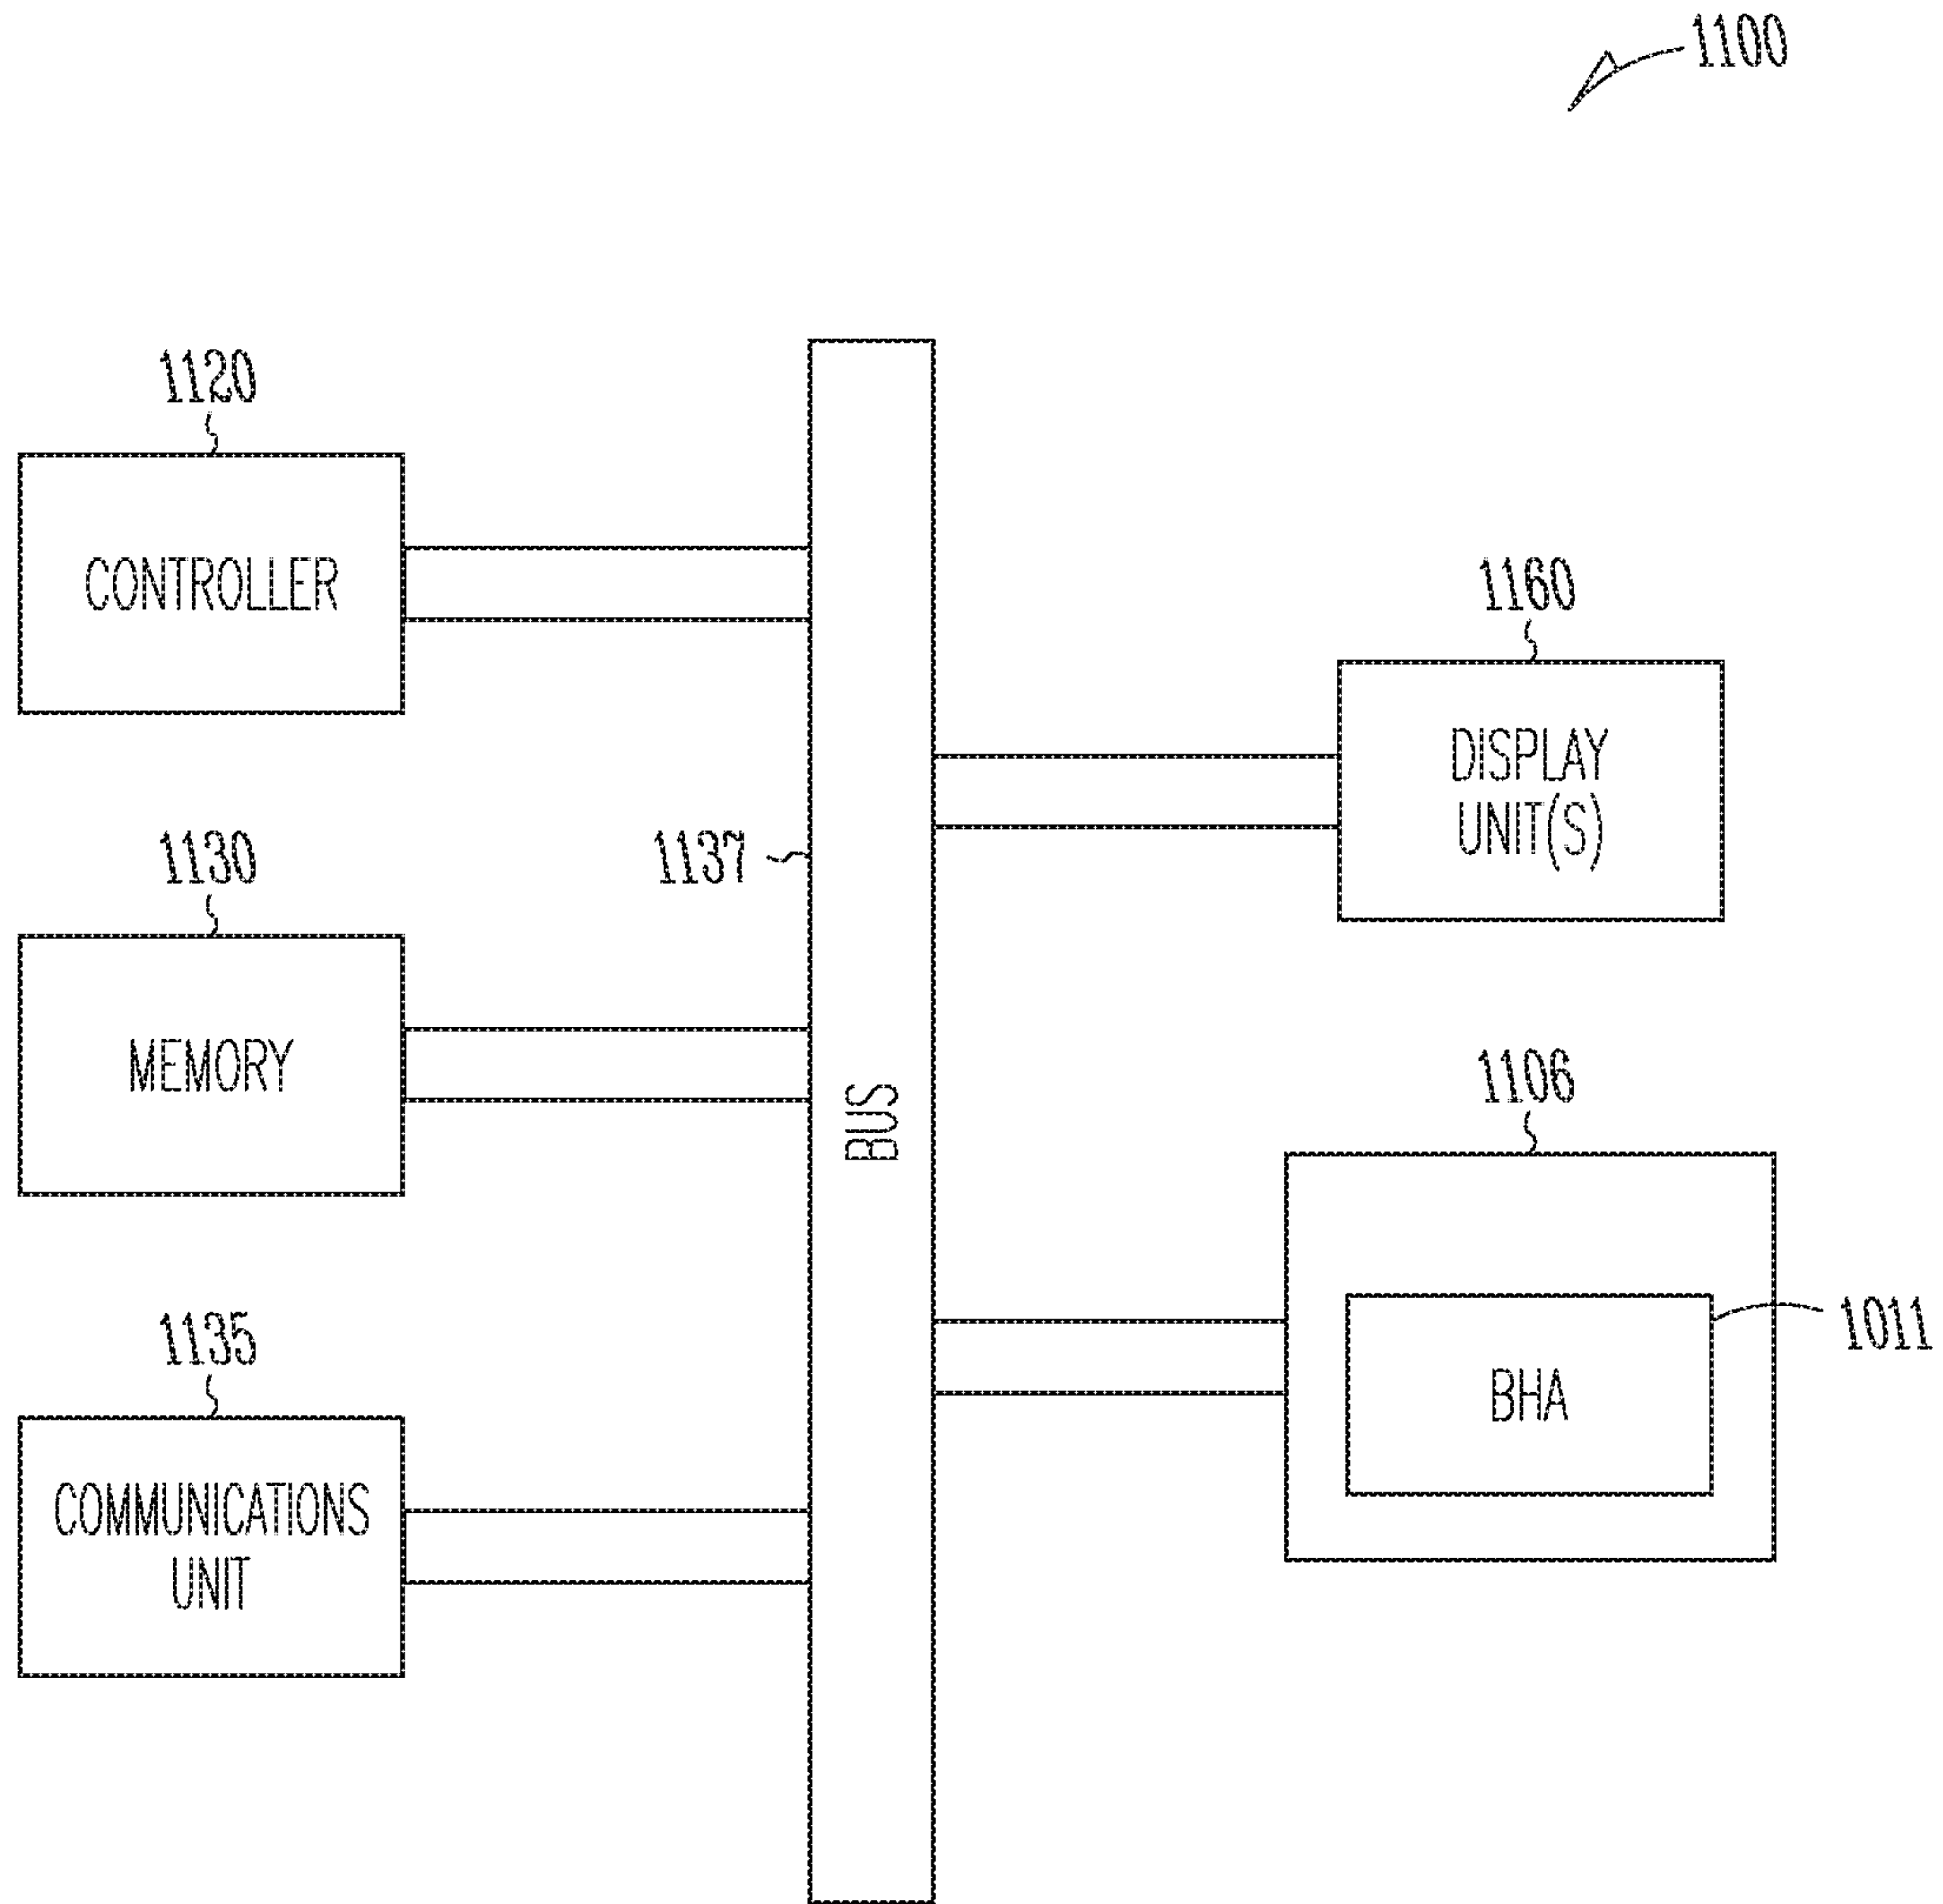 1100
1120
CONTROLLER
1160
DISPLAY
UNIT(S)
1130
1137
MEMORY
BUS
1106
1135
COMMUNICATIONS
UNIT
BHA
1011